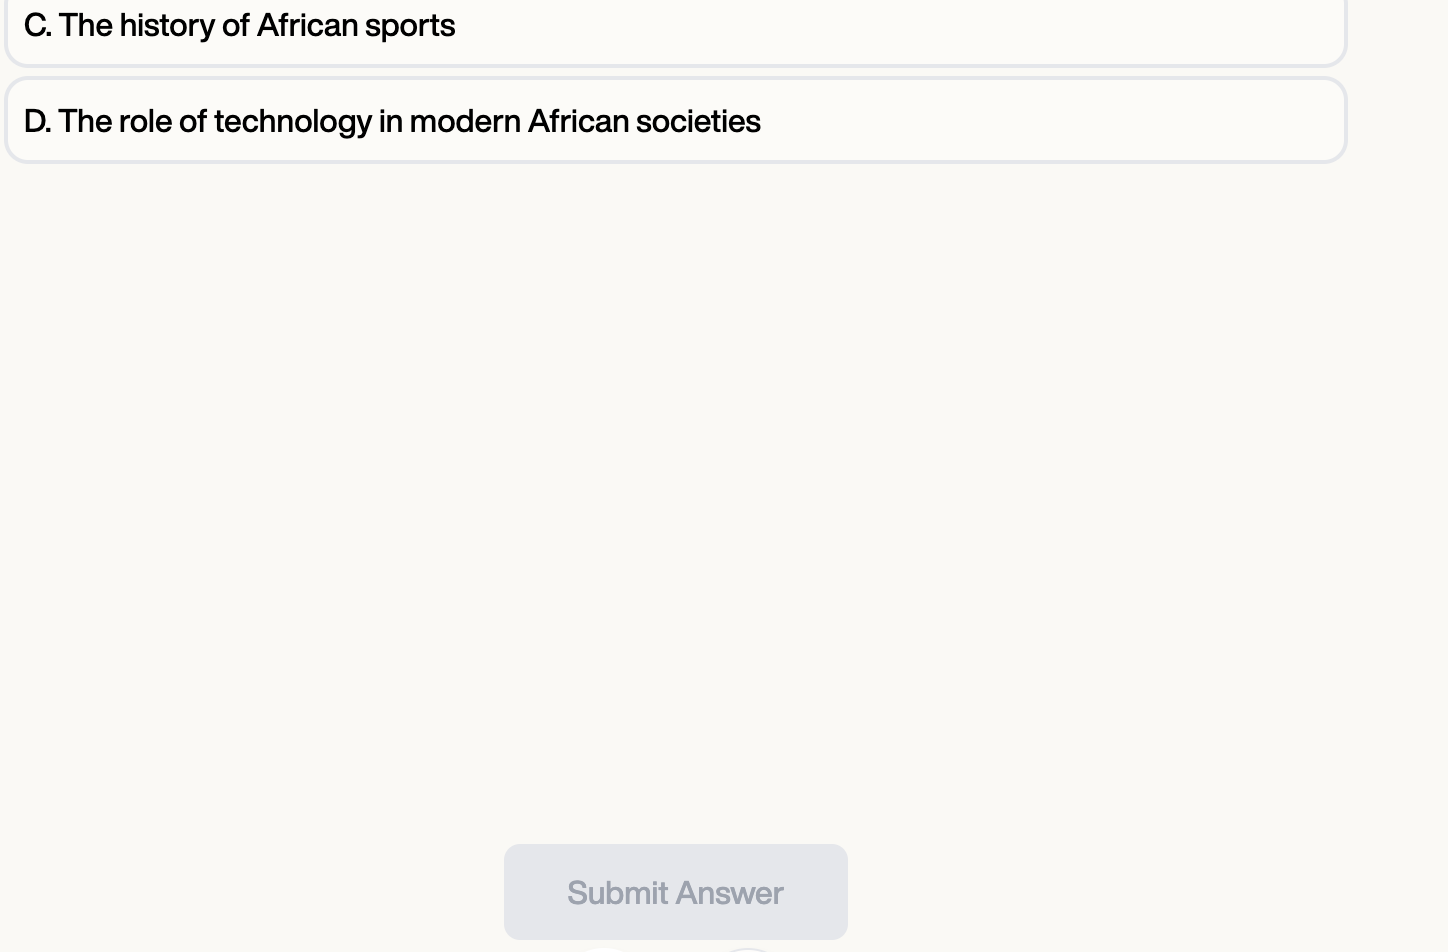 C. The history of African sports
D. The role of technology in modern African societies
Submit Answer